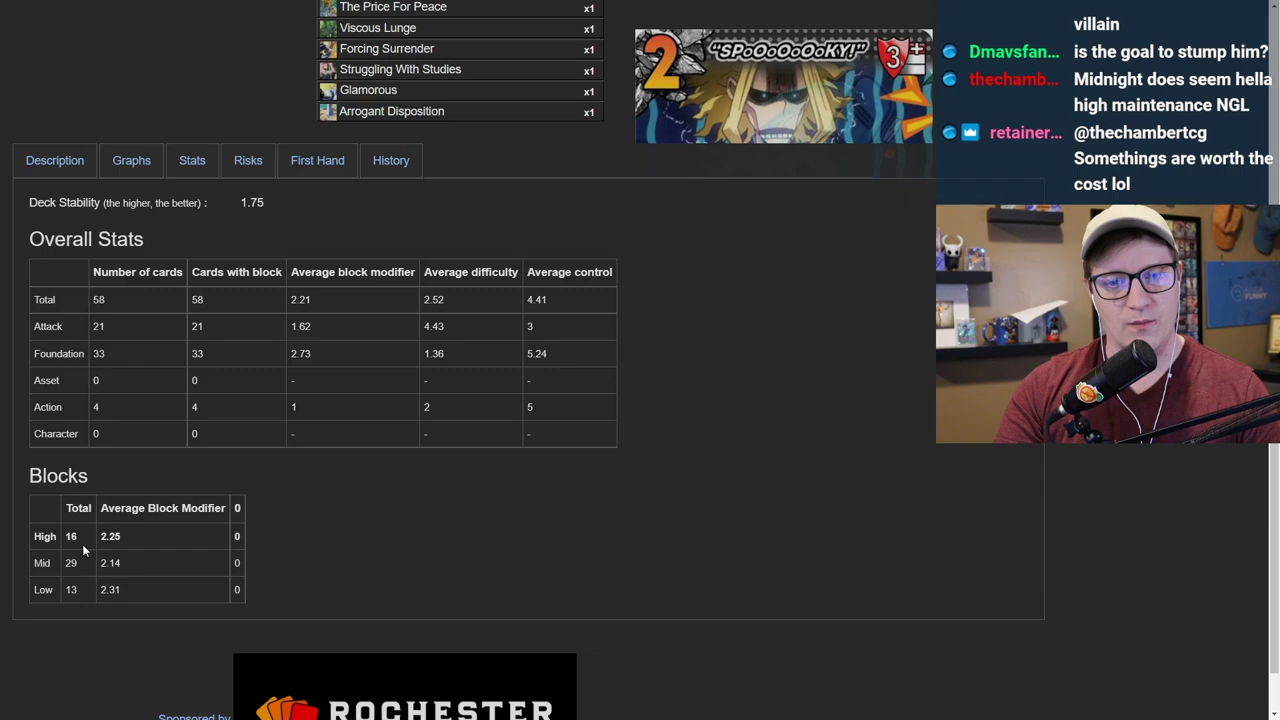 The Price For Peace x1
Viscous Lunge x1
Forcing Surrender x1
Struggling With Studies x1
Glamorous x1
Arrogant Disposition x1
2 "SPoOoOoOKY!" 3 +
villain
Dmavsfan... is the goal to stump him?
thechamb... Midnight does seem hella
high maintenance NGL
retainer... @thechambertcg
Somethings are worth the
cost lol
Description Graphs Stats Risks First Hand History
Deck Stability (the higher, the better) : 1.75
Overall Stats
Number of cards Cards with block Average block modifier Average difficulty Average control
Total 58 58 2.21 2.52 4.41
Attack 21 21 1.62 4.43 3
Foundation 33 33 2.73 1.36 5.24
Asset 0 0 - - -
Action 4 4 1 2 5
Character 0 0 - - -
Blocks
Total Average Block Modifier 0
High 16 2.25 0
Mid 29 2.14 0
Low 13 2.31 0
Sponsored by
ROCHESTER